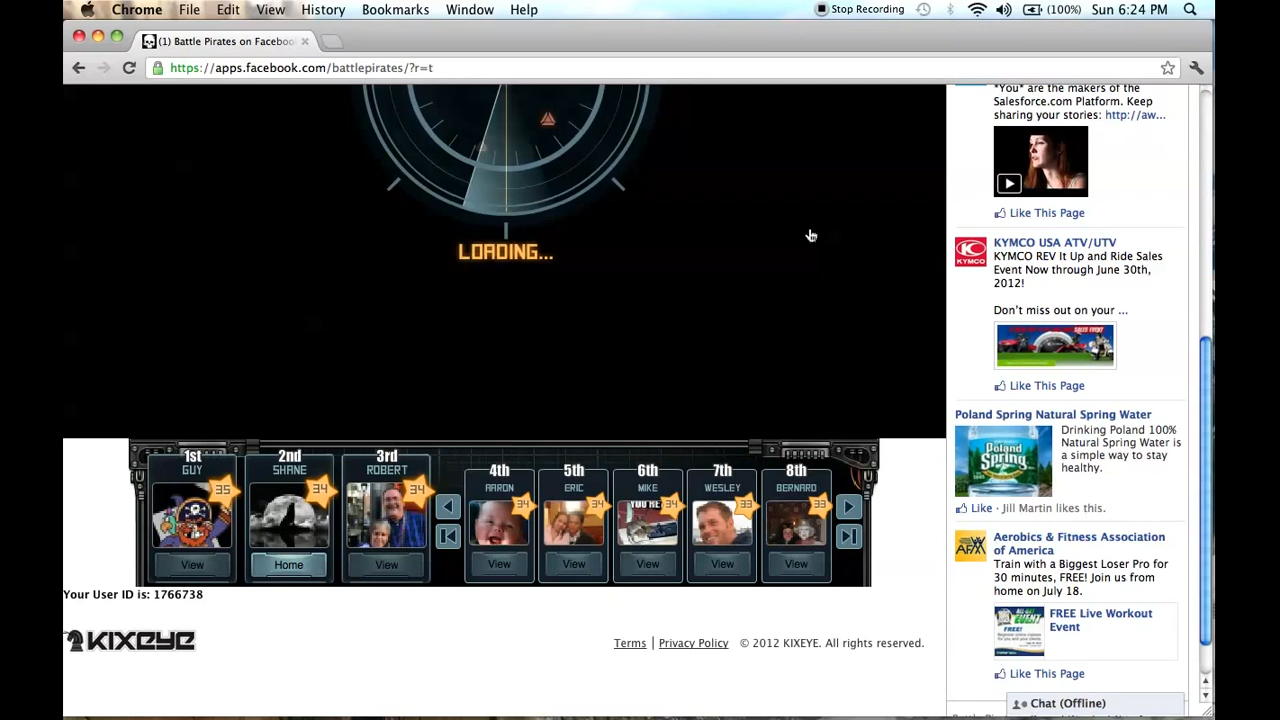 Chrome File Edit View History Bookmarks Window Help Stop Recording (100%) Sun 6:24 PM
(1) Battle Pirates on Faceboo
https://apps.facebook.com/battlepirates/?r=t
*You* are the makers of the
Salesforce.com Platform. Keep
sharing your stories: http://aw...
Like This Page
LOADING...
KYMCO USA ATV/UTV
KYMCO
KYMCO REV It Up and Ride Sales
Event Now through June 30th,
2012!
Don't miss out on your ...
Like This Page
Poland Spring Natural Spring Water
Drinking Poland 100%
Natural Spring Water is
a simple way to stay
healthy.
Like · Jill Martin likes this.
Aerobics & Fitness Association
of America
Train with a Biggest Loser Pro for
30 minutes, FREE! Join us from
home on July 18.
FREE Live Workout
Event
Like This Page
1st 2nd 3rd 4th 5th 6th 7th 8th
GUY SHANE ROBERT AARON ERIC MIKE WESLEY BERNARD
35 34 34 34 34 34 33 33
View Home View View View View View View
Your User ID is: 1766738
KIXEYE
Terms | Privacy Policy © 2012 KIXEYE. All rights reserved.
Chat (Offline)